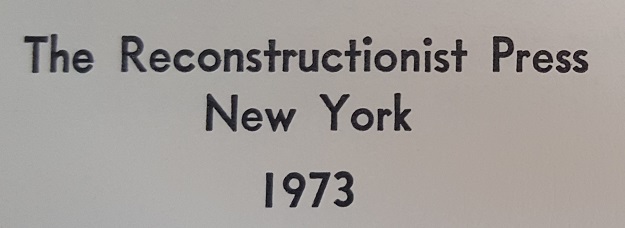 The Reconstructionist Press
New York
1973